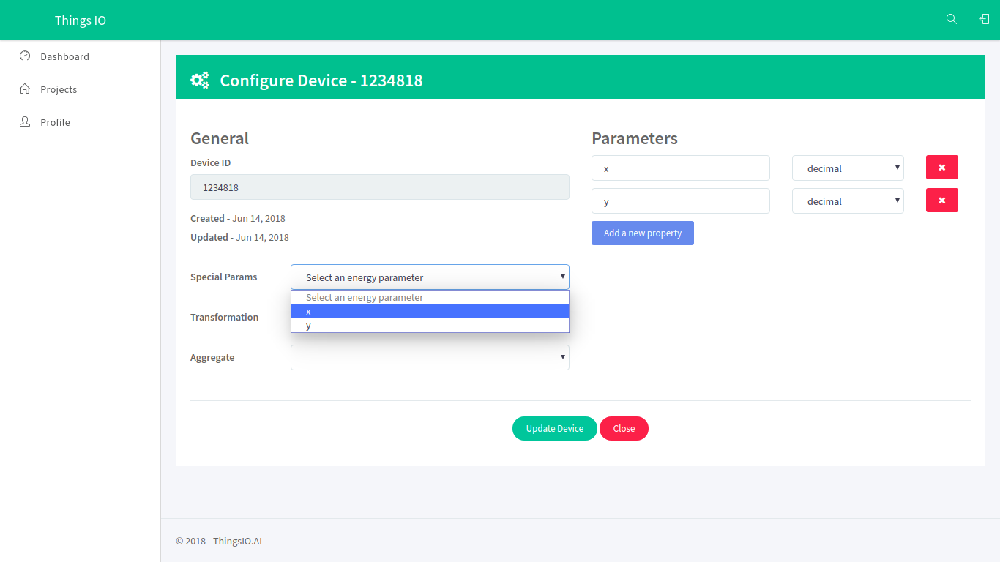 Things IO
Dashboard
Projects
Profile
Configure Device - 1234818
General
Device ID
1234818
Created - Jun 14, 2018
Updated - Jun 14, 2018
Special Params
Select an energy parameter
Select an energy parameter
x
y
Transformation
Aggregate
Parameters
x decimal
y decimal
Add a new property
Update Device Close
© 2018 - ThingsIO.AI